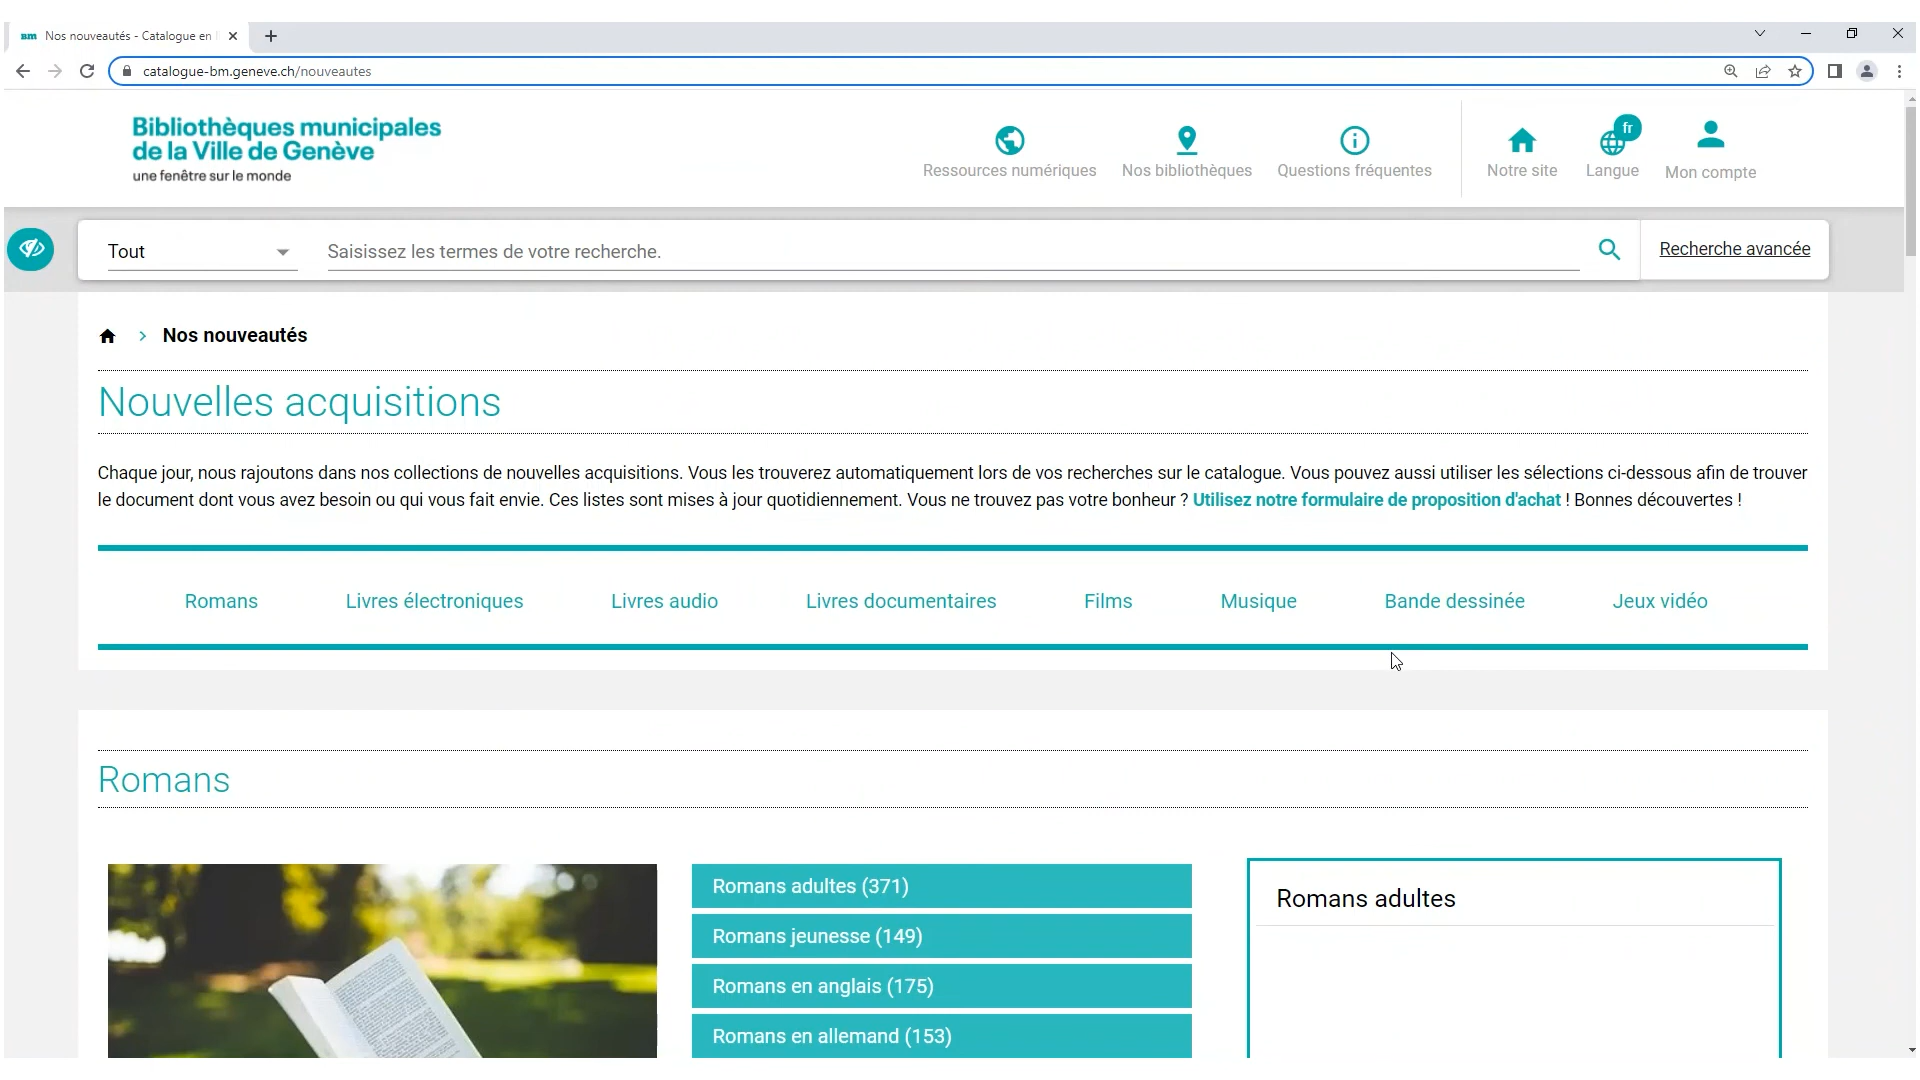 Nos nouveautés - Catalogue en
catalogue-bm.geneve.ch/nouveautes
Bibliothèques municipales
de la Ville de Genève
une fenêtre sur le monde
Ressources numériques
Nos bibliothèques
Questions fréquentes
Notre site
fr
Langue
Mon compte
Tout
Saisissez les termes de votre recherche.
Recherche avancée
Nos nouveautés
Nouvelles acquisitions
Chaque jour, nous rajoutons dans nos collections de nouvelles acquisitions. Vous les trouverez automatiquement lors de vos recherches sur le catalogue. Vous pouvez aussi utiliser les sélections ci-dessous afin de trouver
le document dont vous avez besoin ou qui vous fait envie. Ces listes sont mises à jour quotidiennement. Vous ne trouvez pas votre bonheur ? Utilisez notre formulaire de proposition d'achat ! Bonnes découvertes !
Romans
Livres électroniques
Livres audio
Livres documentaires
Films
Musique
Bande dessinée
Jeux vidéo
Romans
Romans adultes (371)
Romans jeunesse (149)
Romans en anglais (175)
Romans en allemand (153)
Romans adultes